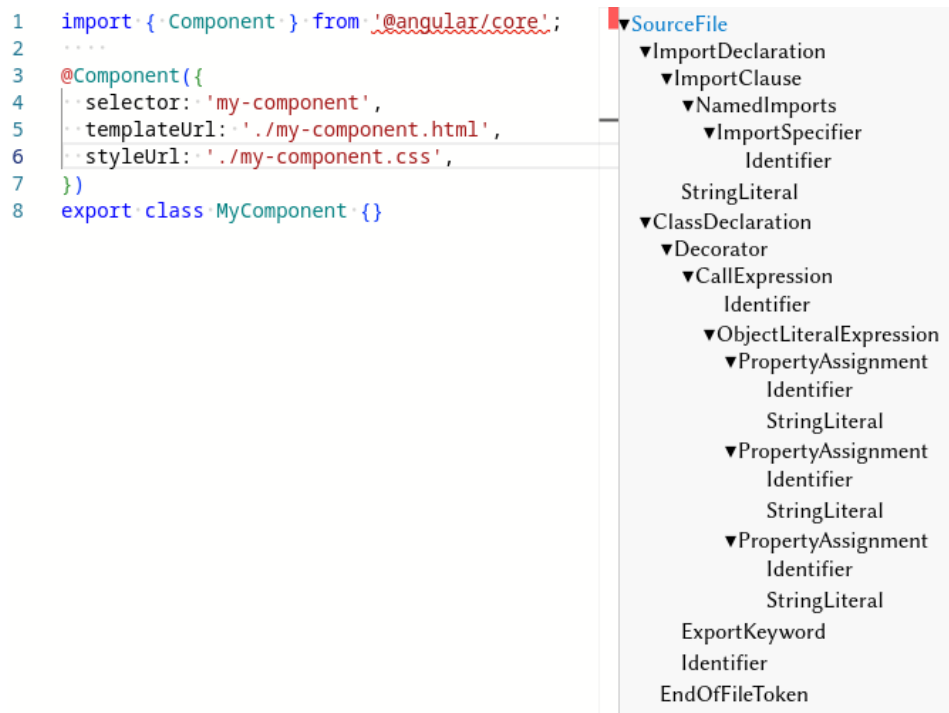 1 import { Component } from '@angular/core';
2
3 @Component({
4   selector: 'my-component',
5   templateUrl: './my-component.html',
6   styleUrl: './my-component.css',
7 })
8 export class MyComponent {}
▼SourceFile
▼ImportDeclaration
▼ImportClause
▼NamedImports
▼ImportSpecifier
Identifier
StringLiteral
▼ClassDeclaration
▼Decorator
▼CallExpression
Identifier
▼ObjectLiteralExpression
▼PropertyAssignment
Identifier
StringLiteral
▼PropertyAssignment
Identifier
StringLiteral
▼PropertyAssignment
Identifier
StringLiteral
ExportKeyword
Identifier
EndOfFileToken